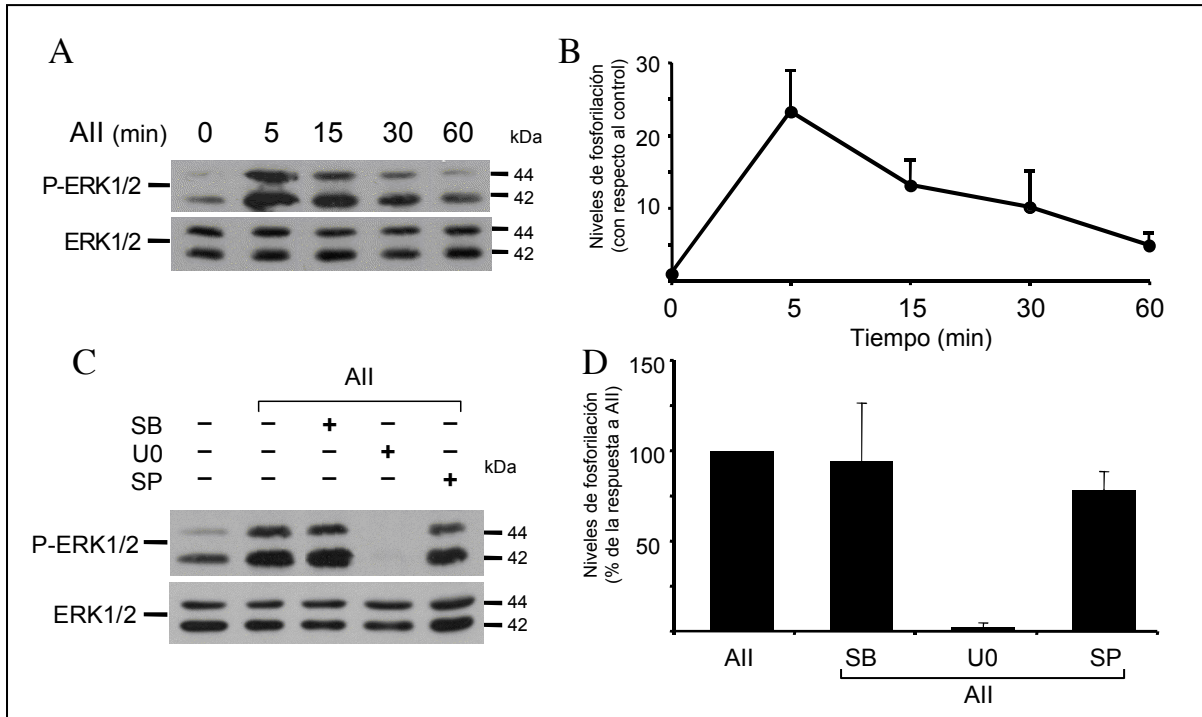 A
AII (min) 0 5 15 30 60 kDa
P-ERK1/2 44
42
ERK1/2 44
42
B
Niveles de fosforilación
(con respecto al control)
30
20
10
0 5 15 30 60
Tiempo (min)
C
AII
SB – – + – –
U0 – – – + –
SP – – – – +
kDa
P-ERK1/2 44
42
ERK1/2 44
42
D
Niveles de fosforilación
(% de la respuesta a AII)
150
100
50
AII SB U0 SP
AII